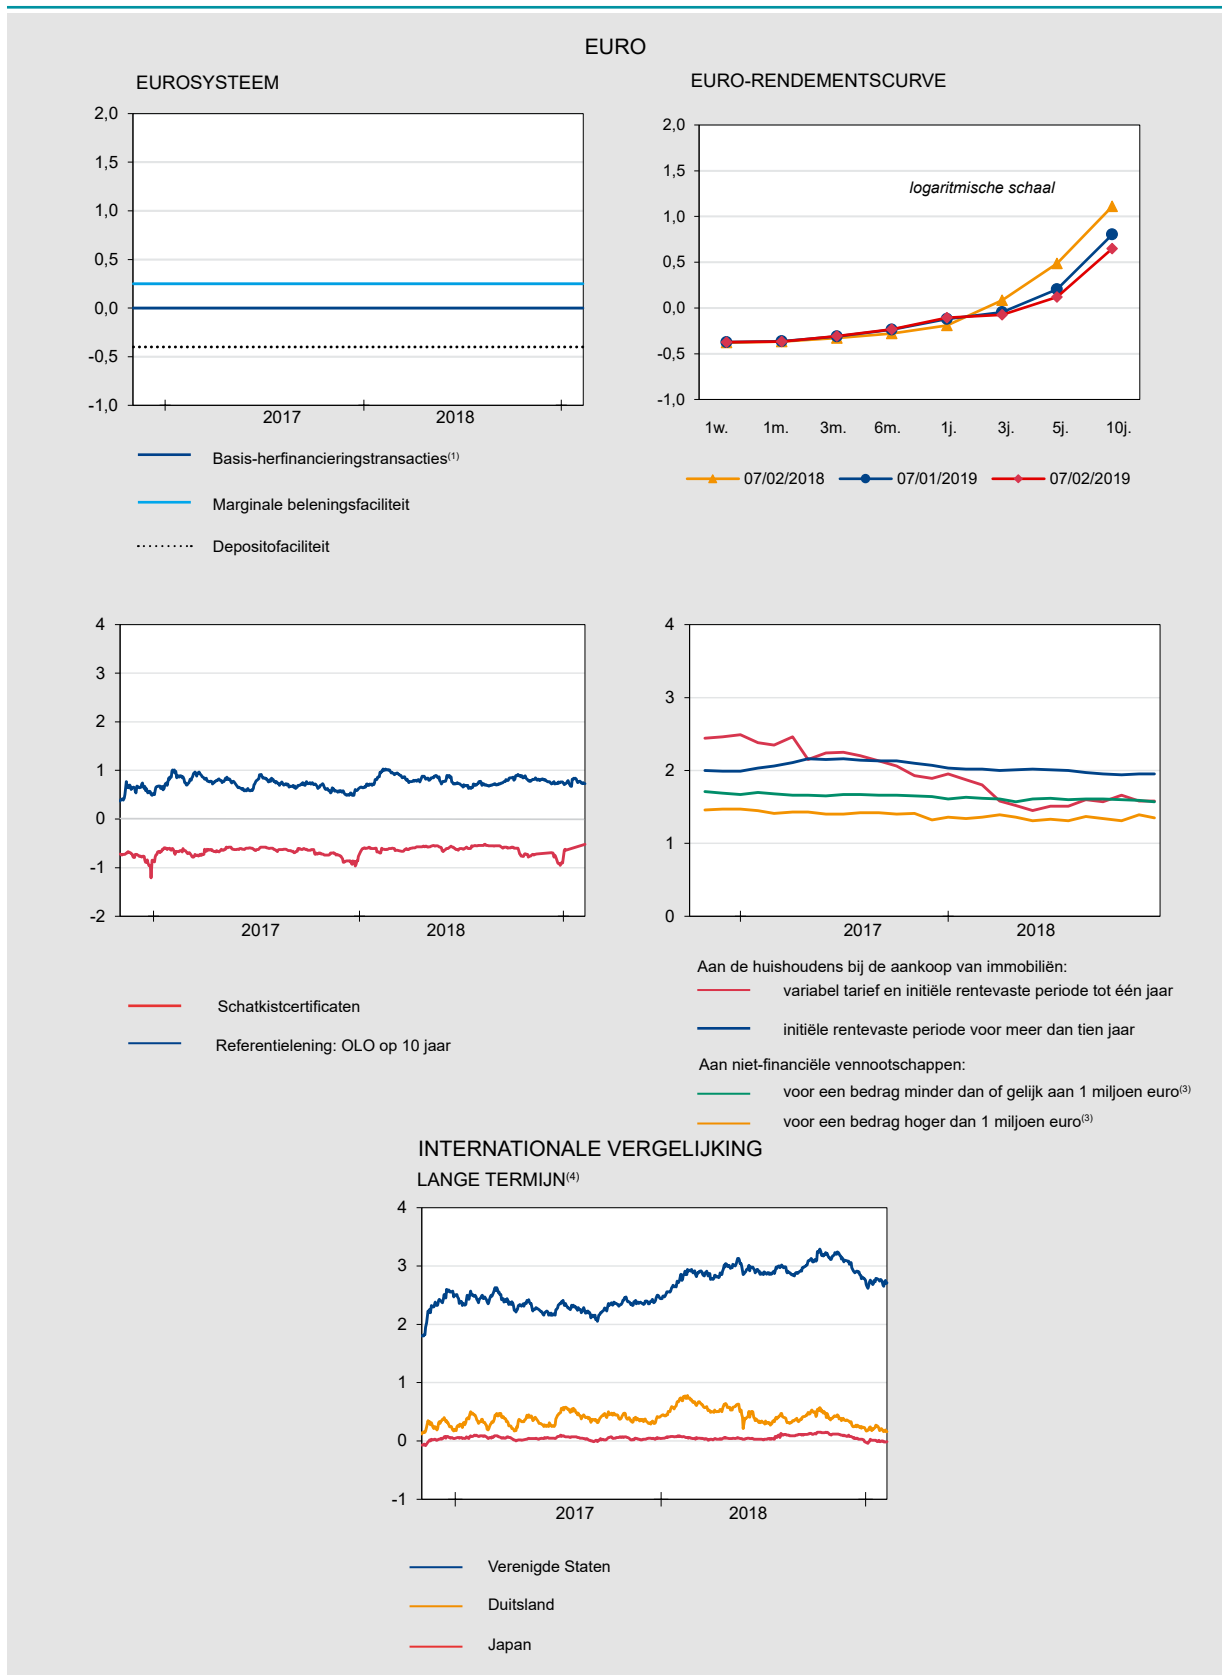 EURO
EUROSYSTEEM
2,0
1,5
1,0
0,5
0,0
-0,5
-1,0
2017 2018
Basis-herfinancieringstransacties(1)
Marginale beleningsfaciliteit
Depositofaciliteit
EURO-RENDEMENTSCURVE
2,0
1,5
1,0
0,5
0,0
-0,5
-1,0
logaritmische schaal
1w. 1m. 3m. 6m. 1j. 3j. 5j. 10j.
07/02/2018 07/01/2019 07/02/2019
4
3
2
1
0
-1
-2
2017 2018
Schatkistcertificaten
Referentielening: OLO op 10 jaar
4
3
2
1
0
2017 2018
Aan de huishoudens bij de aankoop van immobiliën:
variabel tarief en initiële rentevaste periode tot één jaar
initiële rentevaste periode voor meer dan tien jaar
Aan niet-financiële vennootschappen:
voor een bedrag minder dan of gelijk aan 1 miljoen euro(3)
voor een bedrag hoger dan 1 miljoen euro(3)
INTERNATIONALE VERGELIJKING
LANGE TERMIJN(4)
4
3
2
1
0
-1
2017 2018
Verenigde Staten
Duitsland
Japan